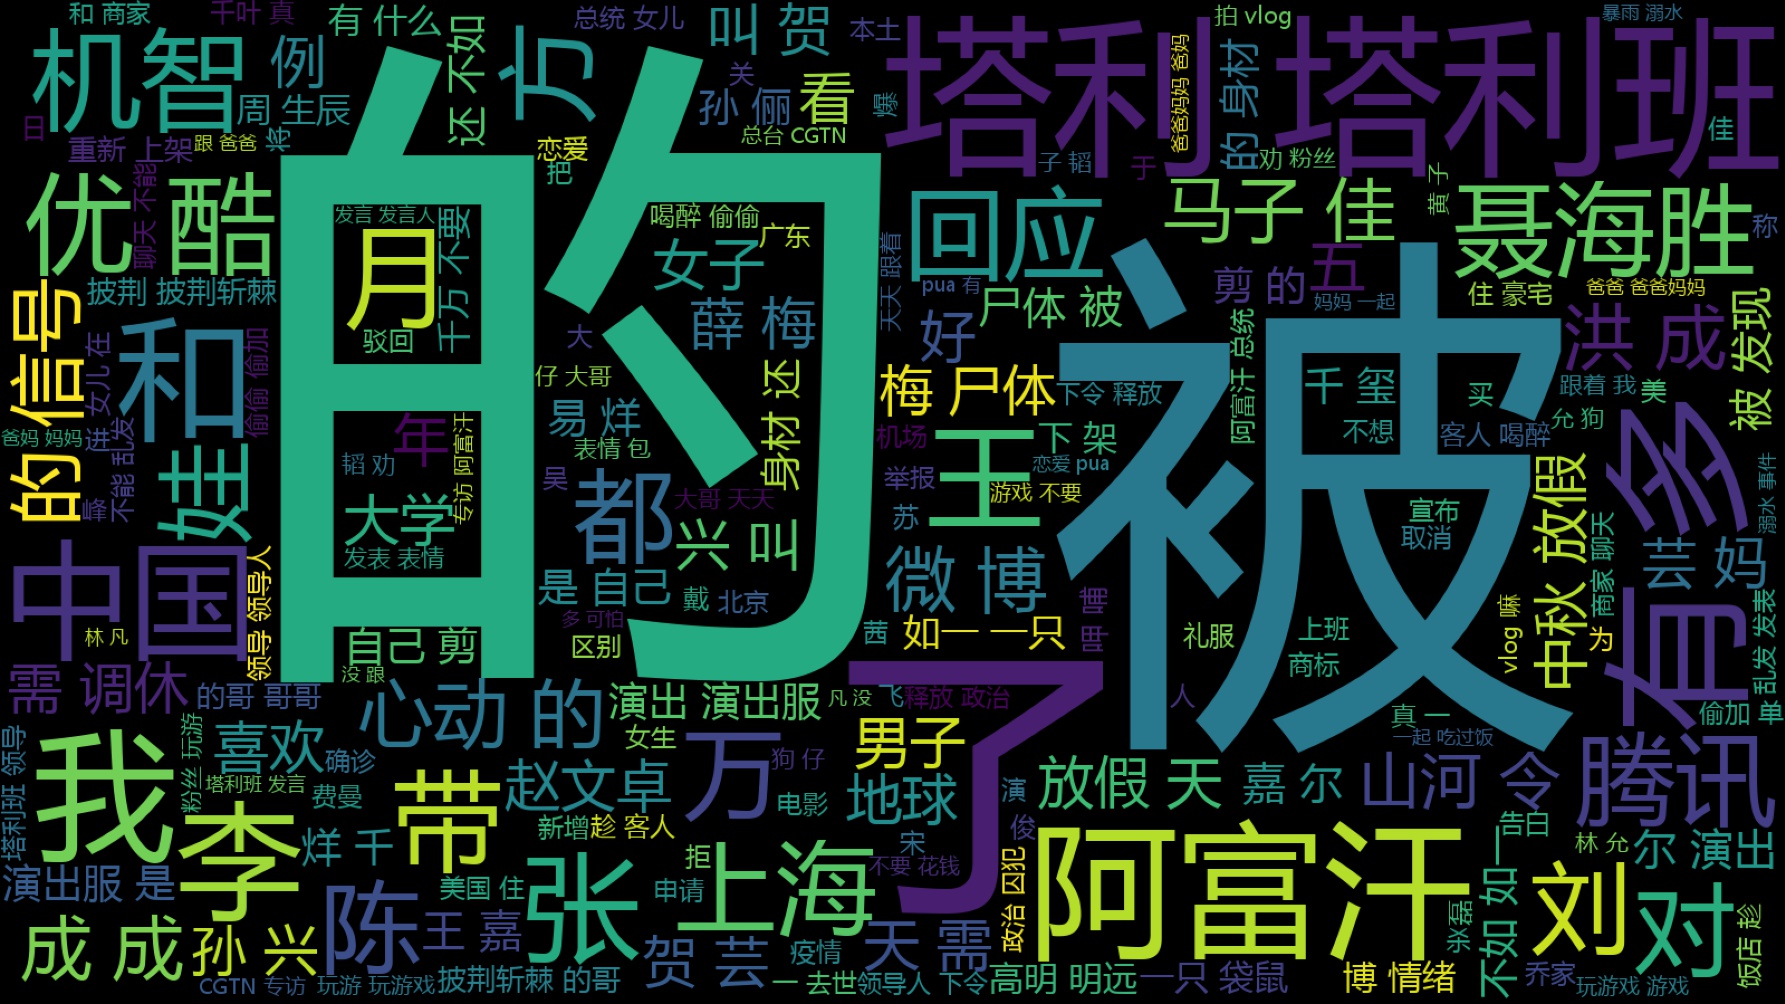 和 商家
千叶 真
有 什么
总统 女儿
叫 贺
本土
拍 vlog
暴雨 溺水
机智
例
还 不如
方
关
塔利 塔利班
周 生辰
孙 俪
看
爆
爸爸妈妈 爸妈
的 身材
日
将
总台 CGTN
佳
重新 上架
跟 爸爸
恋爱
把
子 韬
于
劝 粉丝
优 酷
聊天 不能
的
发言 发言人
千万 不要
喝醉 偷偷
广东
回应
马子 佳
黄 子
聂海胜
称
月
女子
天天 跟着
pua 有
剪 的
五
住 豪宅
爸爸 爸爸妈妈
披荆 披荆斩棘
薛 梅
尸体 被
妈妈 一起
的信号
和
偷偷 偷加
驳回
大
好
阿富汗 总统
被
洪 成
被 发现
仔 大哥
身材 还
梅 尸体
下令 释放
千 玺
买
跟着 我
美
女儿 在
爸妈 妈妈
进
不能 乱发
年
专访 阿富汗
易 烊
表情 包
机场
王
下 架
不想
客人 喝醉
允 狗
多
娃
韬 劝
吴
都
大哥 天天
举报
恋爱 pua
游戏 不要
中秋 放假
溺水 事件
峰
大学
兴 叫
苏
宣布
取消
商家 聊天
中国
领导 领导人
发表 表情
是 自己
戴
北京
微 博
芸 妈
林 凡
自己 剪
多 可怕
区别
茜
如一 一只
礼服
上班
商标
vlog 嘛
为
有
乱发 发表
需 调休
的哥 哥哥
没 跟
心动 的
演出 演出服
凡 没
飞
释放 政治
了
人
真 一
一起 吃过饭
偷加 单
我
粉丝 玩游
喜欢
确诊
女生
万
狗 仔
男子
塔利班 领导
塔利班 发言
费曼
赵文卓
电影
地球
演
放假 天
嘉 尔
山河 令
腾讯
李
带
新增
趁 客人
宋
俊
告白
林 允
尔 演出
烊 千
拒
不要 花钱
演出服 是
美国 住
张
上海
申请
政治 囚犯
阿富汗
张磊
不如 如一
刘
对
饭店 趁
成 成
孙 兴
陈
王 嘉
贺 芸
疫情
天 需
CGTN 专访
玩游 玩游戏
披荆斩棘 的哥
一 去世
领导人 下令
高明 明远
一只 袋鼠
博 情绪
乔家
玩游戏 游戏